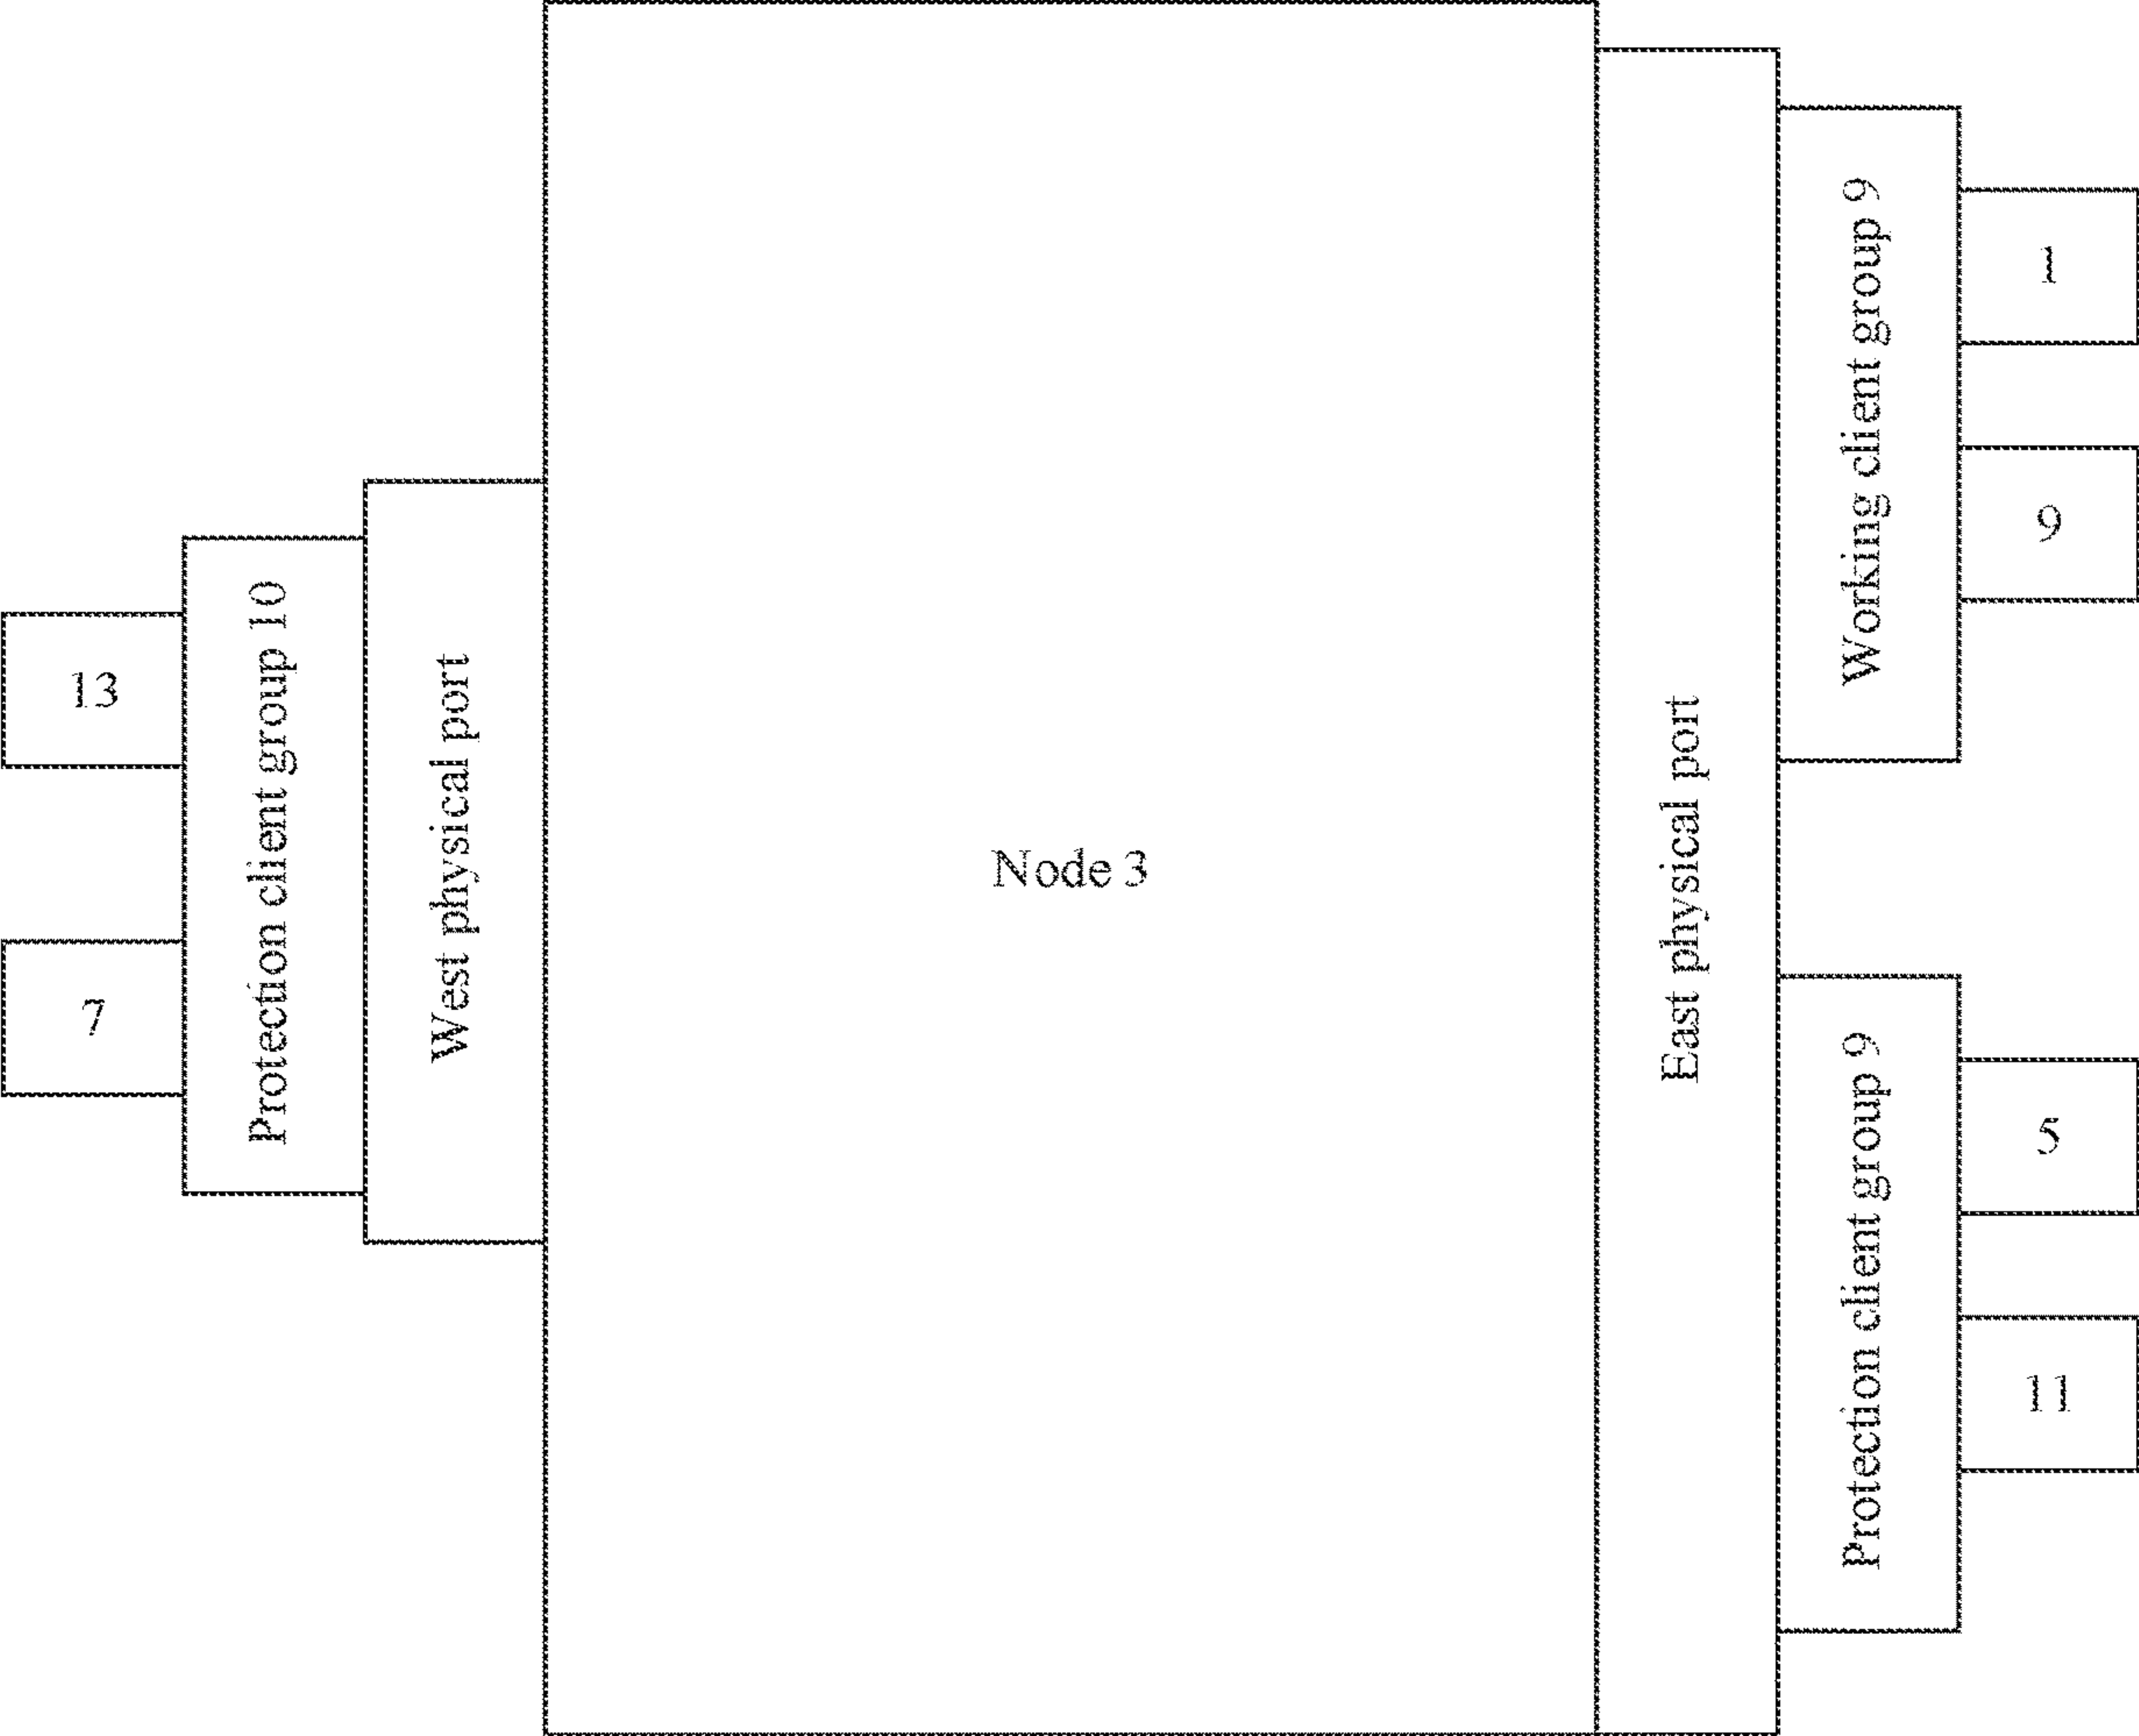 13
7
Protection client group 10
West physical port
Node 3
East physical port
Working client group 9
1
9
Protection client group 9
5
11